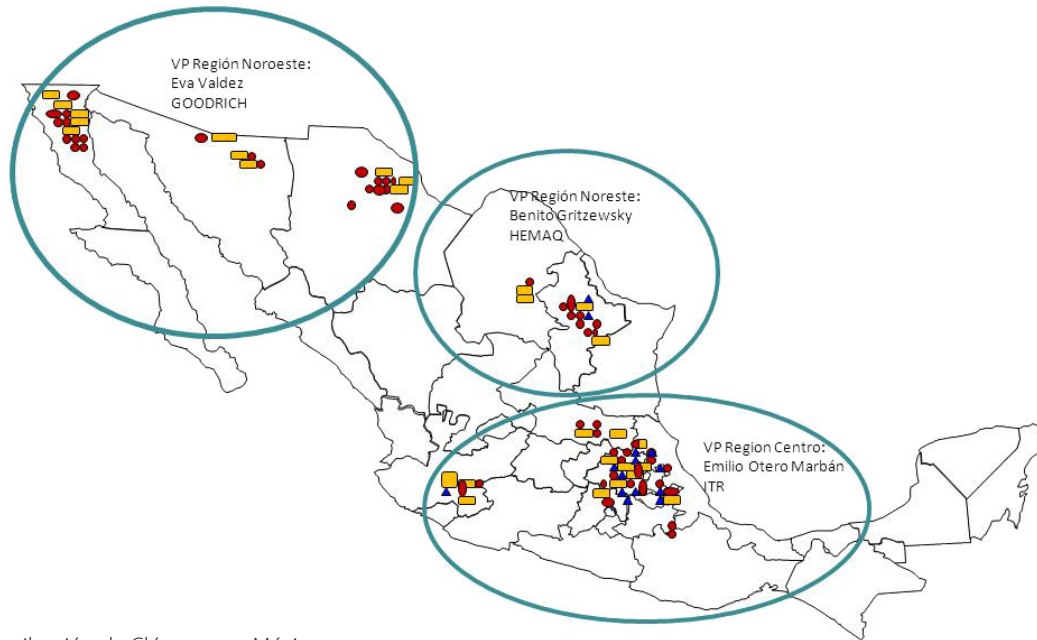 VP Región Noroeste:
Eva Valdez
GOODRICH
VP Región Noreste:
Benito Gritzewsky
HEMAQ
VP Region Centro:
Emilio Otero Marbán
ITR